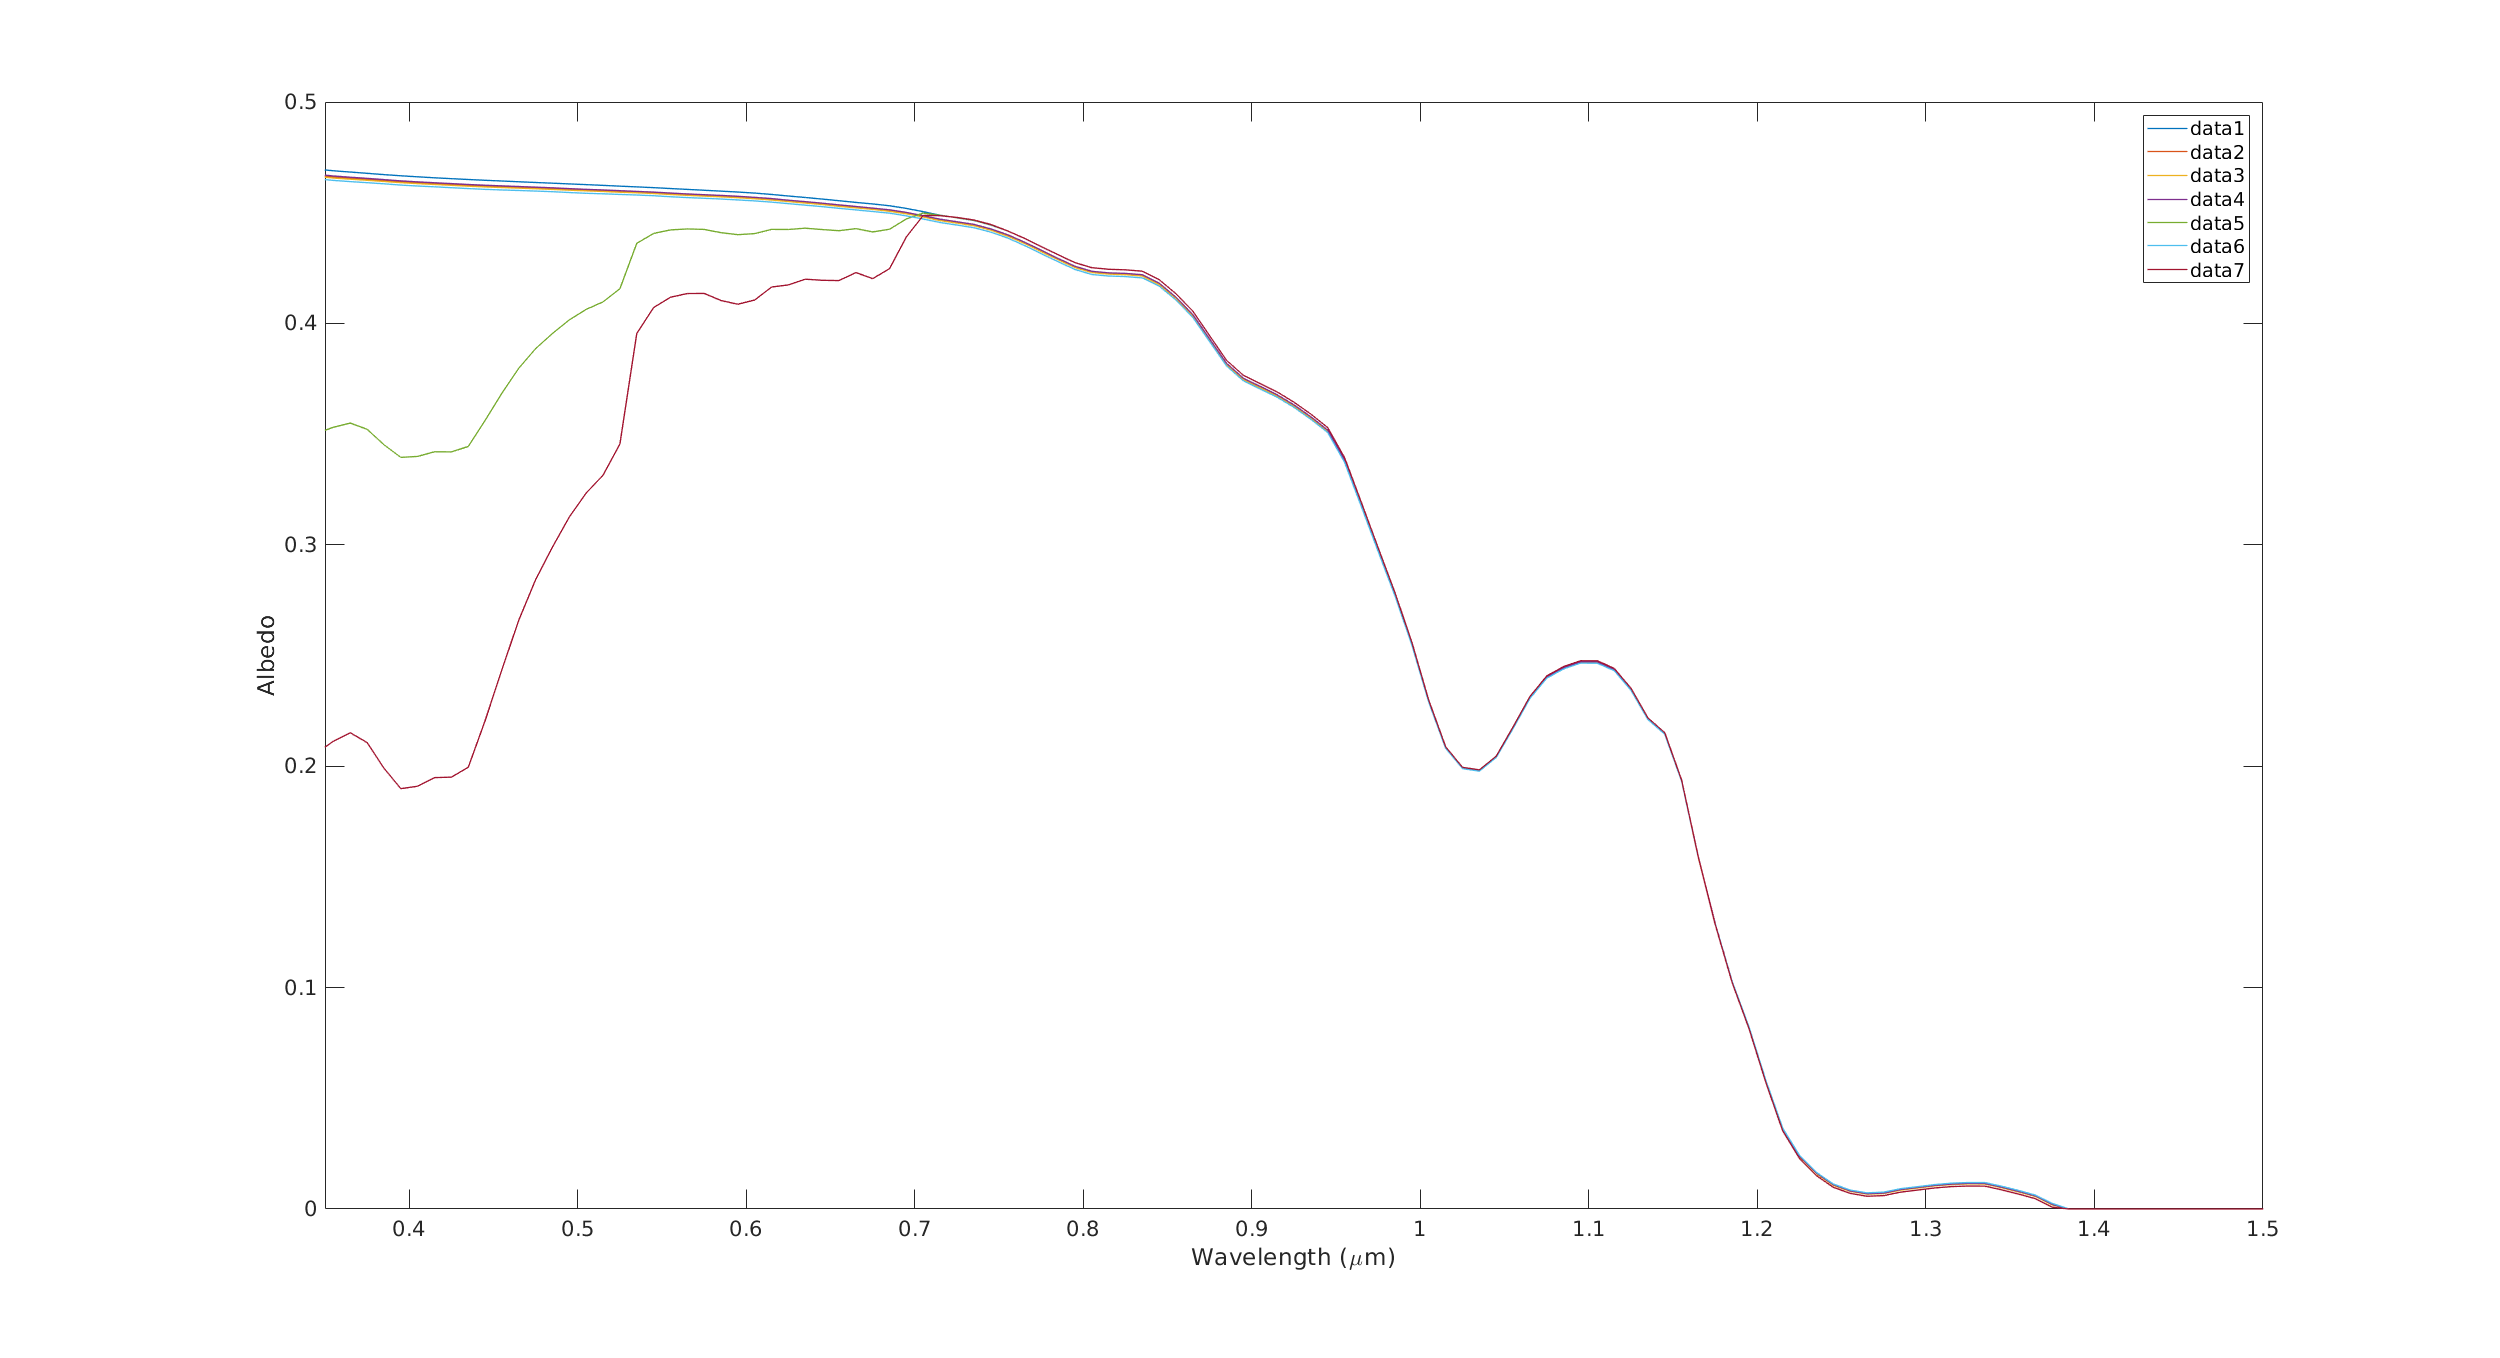 0.5
0.4
0.3
0.2
0.1
0
Albedo
0.4 0.5 0.6 0.7 0.8 0.9 1 1.1 1.2 1.3 1.4 1.5
Wavelength (μm)
data1
data2
data3
data4
data5
data6
data7